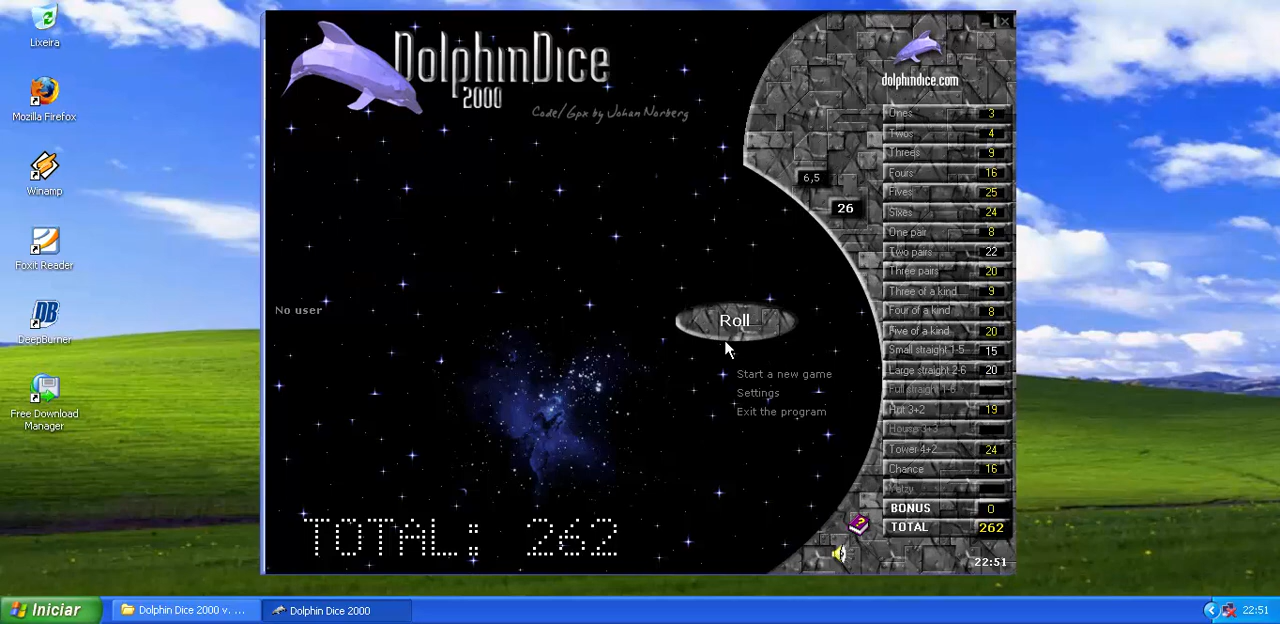 Lixeira
Mozilla Firefox
Winamp
Foxit Reader
DeepBurner
Free Download
Manager
DolphinDice
2000
Code/Gpx by Johan Norberg
dolphindice.com
6,5
26
Ones 3
Twos 4
Threes 9
Fours 16
Fives 25
Sixes 24
One pair 8
Two pairs 22
Three pairs 20
Three of a kind 9
Four of a kind 8
Five of a kind 20
Small straight 1-5 15
Large straight 2-6 20
Full straight 1-6
Hut 3+2 19
House 3+3
Tower 4+2 24
Chance 16
Yatzy
BONUS 0
TOTAL 262
22:51
No user
Roll
Start a new game
Settings
Exit the program
TOTAL: 262
Iniciar
Dolphin Dice 2000 v. ...
Dolphin Dice 2000
22:51